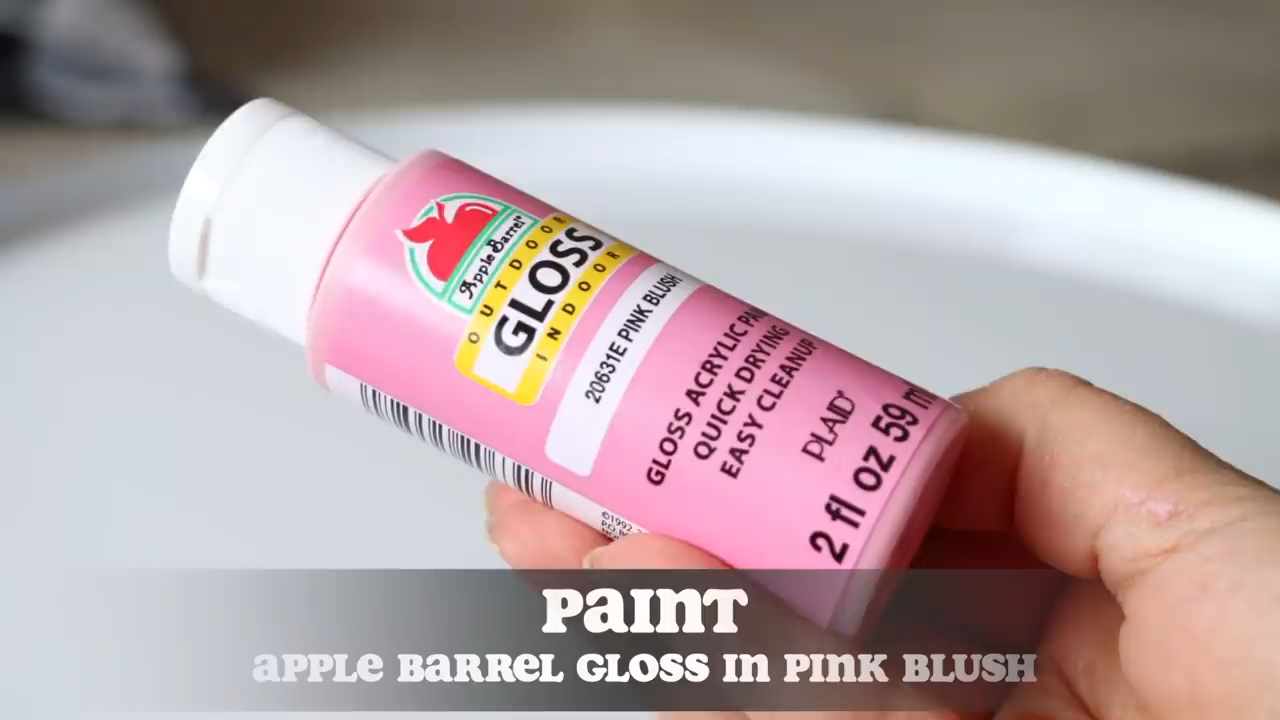 Apple Barrel
OUTDOOR
GLOSS
INDOOR
20631E PINK BLUSH
GLOSS ACRYLIC
QUICK DRYING
EASY CLEANUP
PLAID®
2 fl oz 59
©1992
PAINT
APPLE BARREL GLOSS IN PINK BLUSH